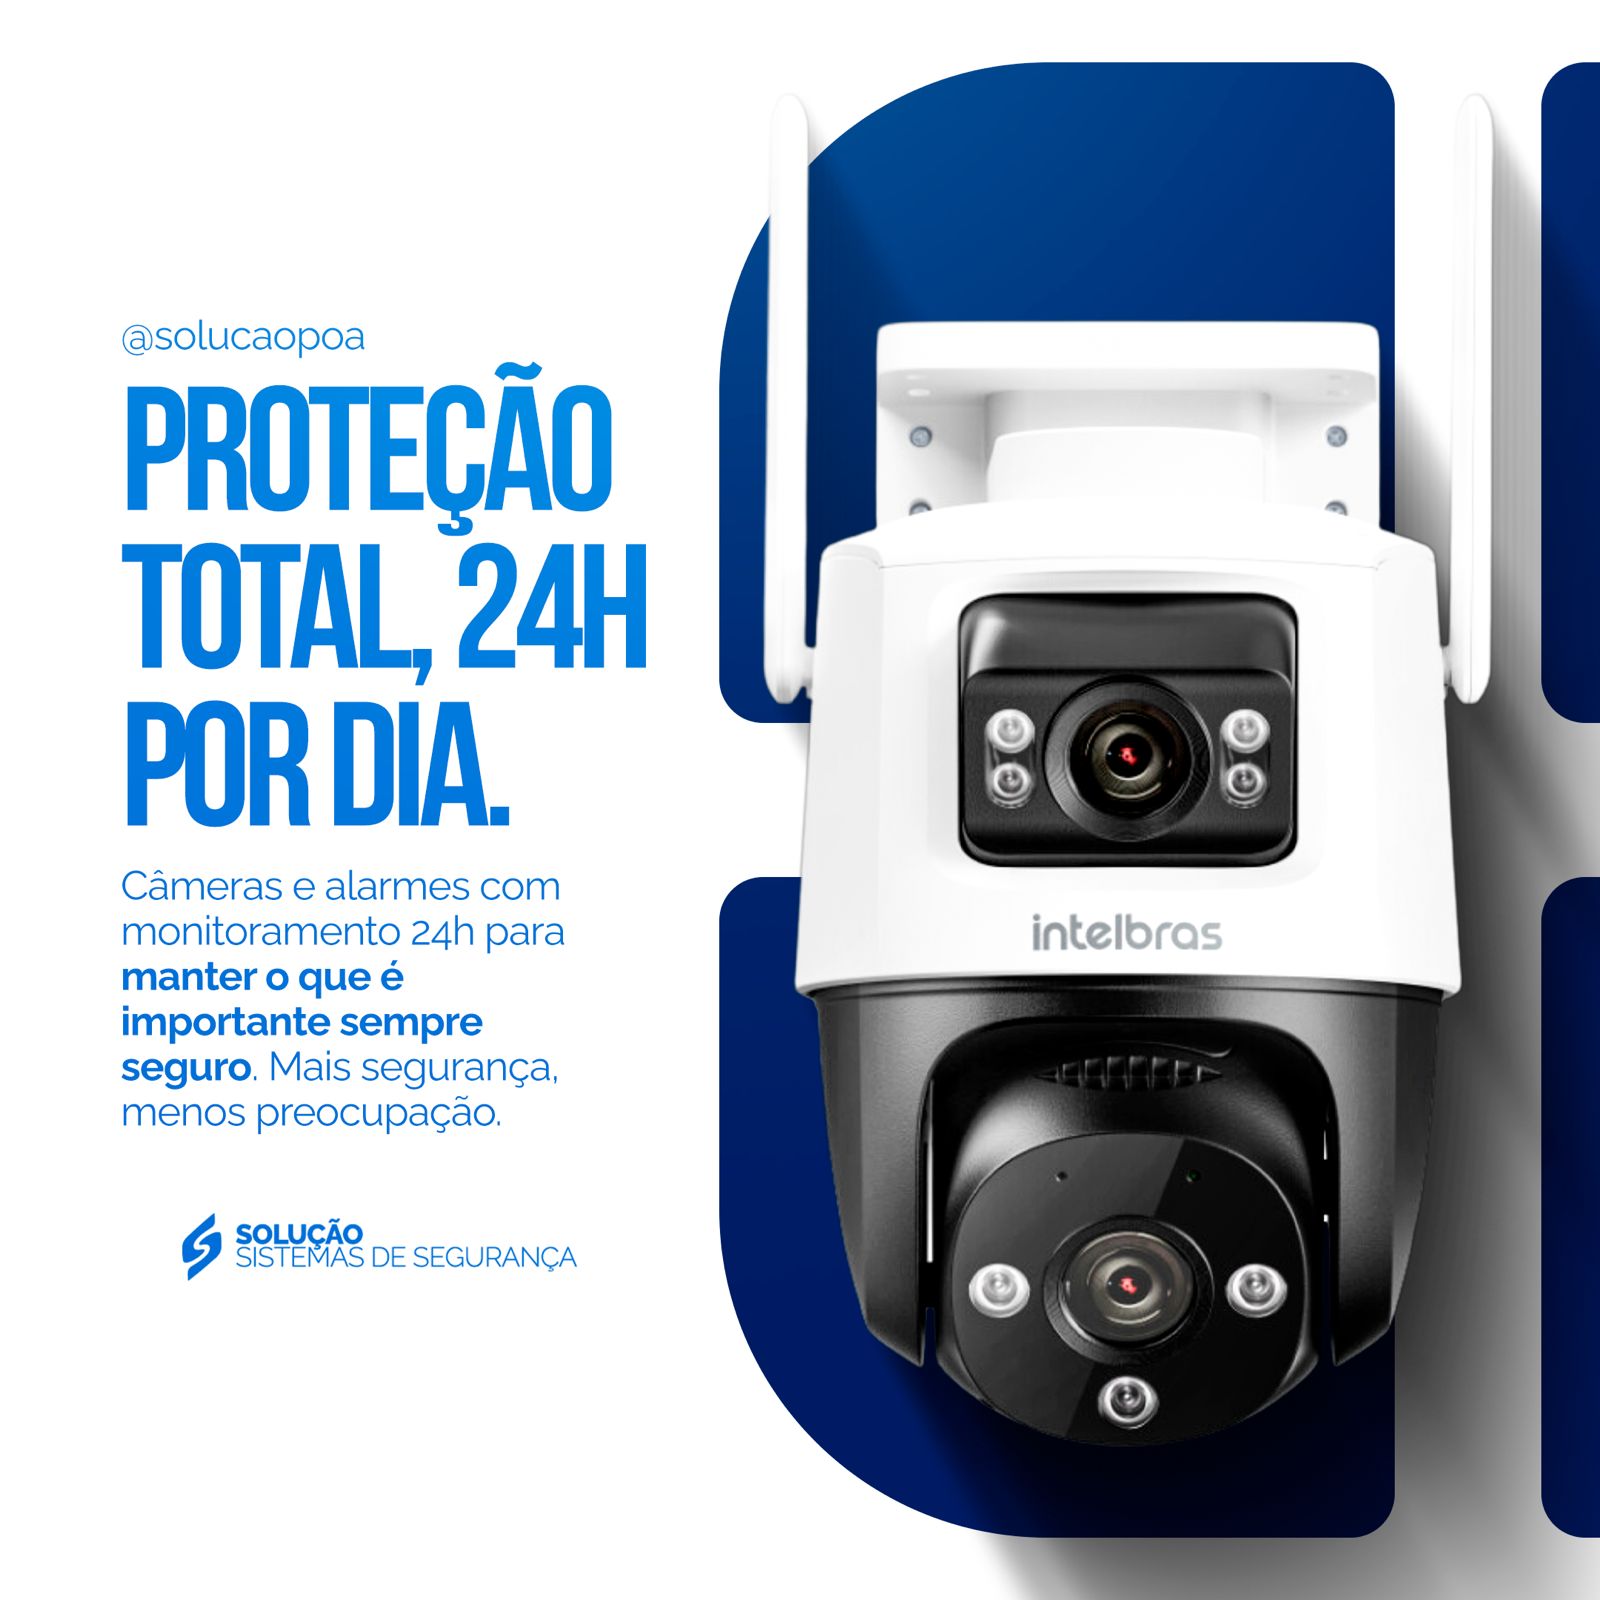 @solucaopoa
PROTEÇÃO
TOTAL, 24H
POR DIA.
Câmeras e alarmes com
monitoramento 24h para
manter o que é
importante sempre
seguro. Mais segurança,
menos preocupação.
SOLUÇÃO
SISTEMAS DE SEGURANÇA
intelbras